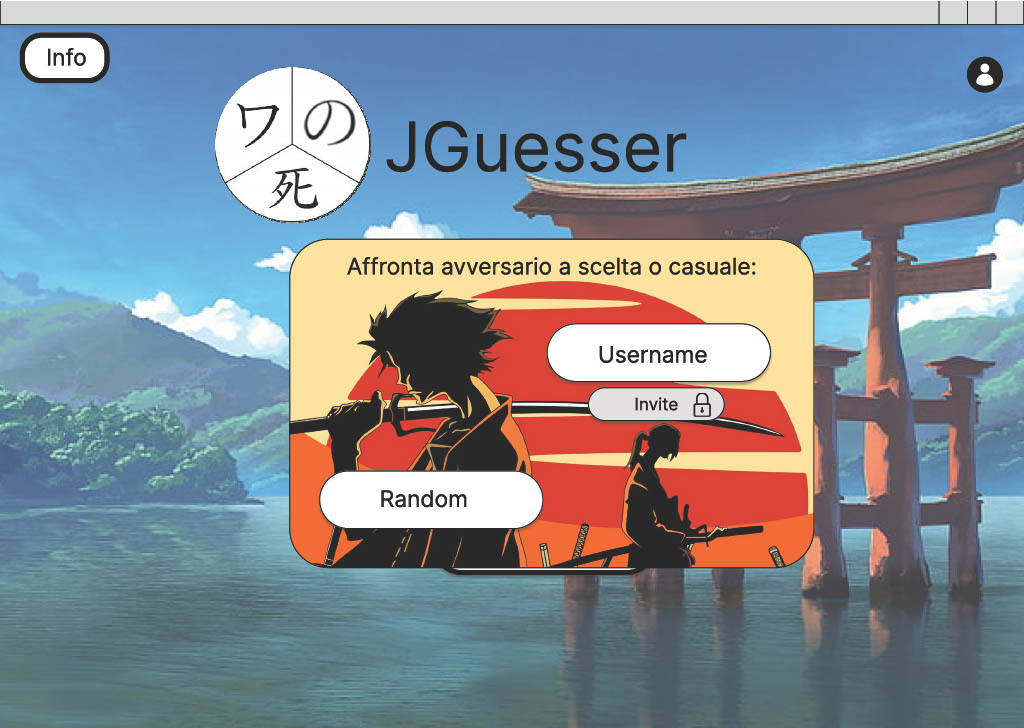 Info
ワの
死
JGuesser
Affronta avversario a scelta o casuale:
Username
Invite
Random